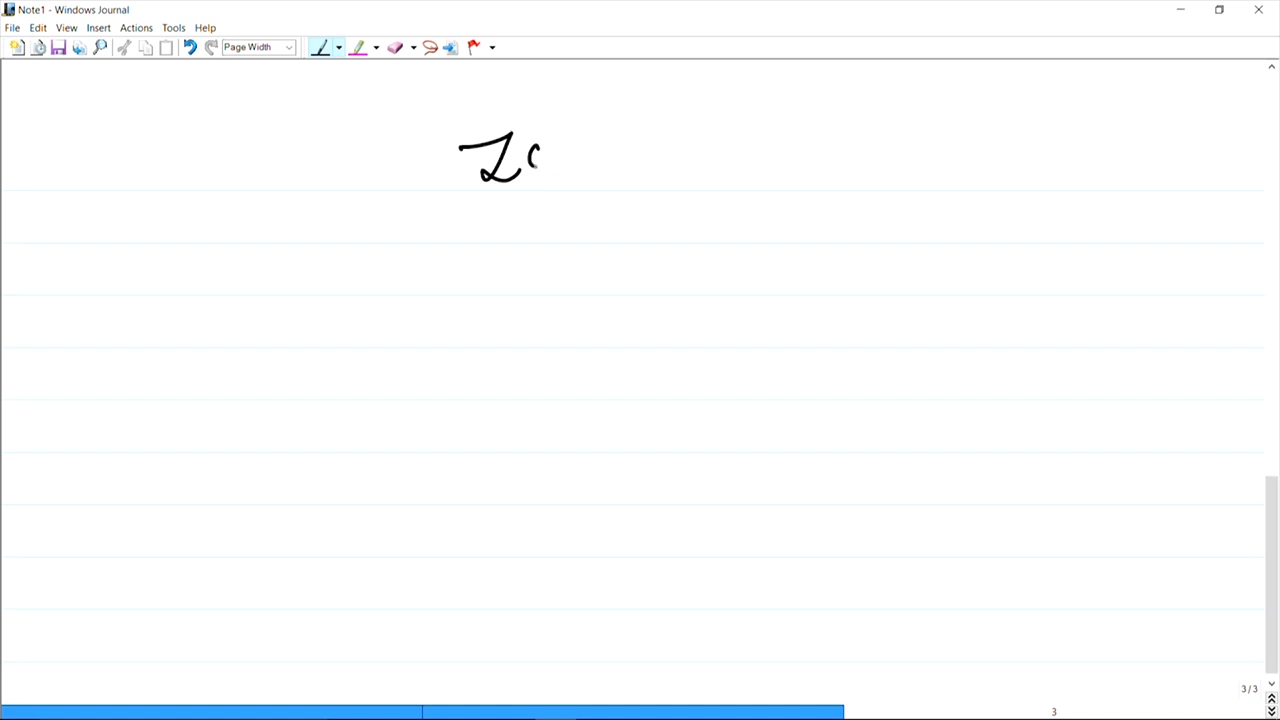 Note1 - Windows Journal
File Edit View Insert Actions Tools Help
Page Width
3 / 3
3